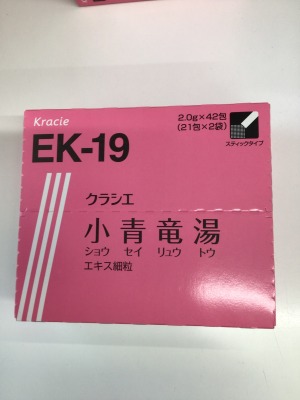 Kracie
2.0g×42包
(21包×2袋)
EK-19
スティックタイプ
クラシエ
小青竜湯
ショウ セイ リュウ トウ
エキス細粒